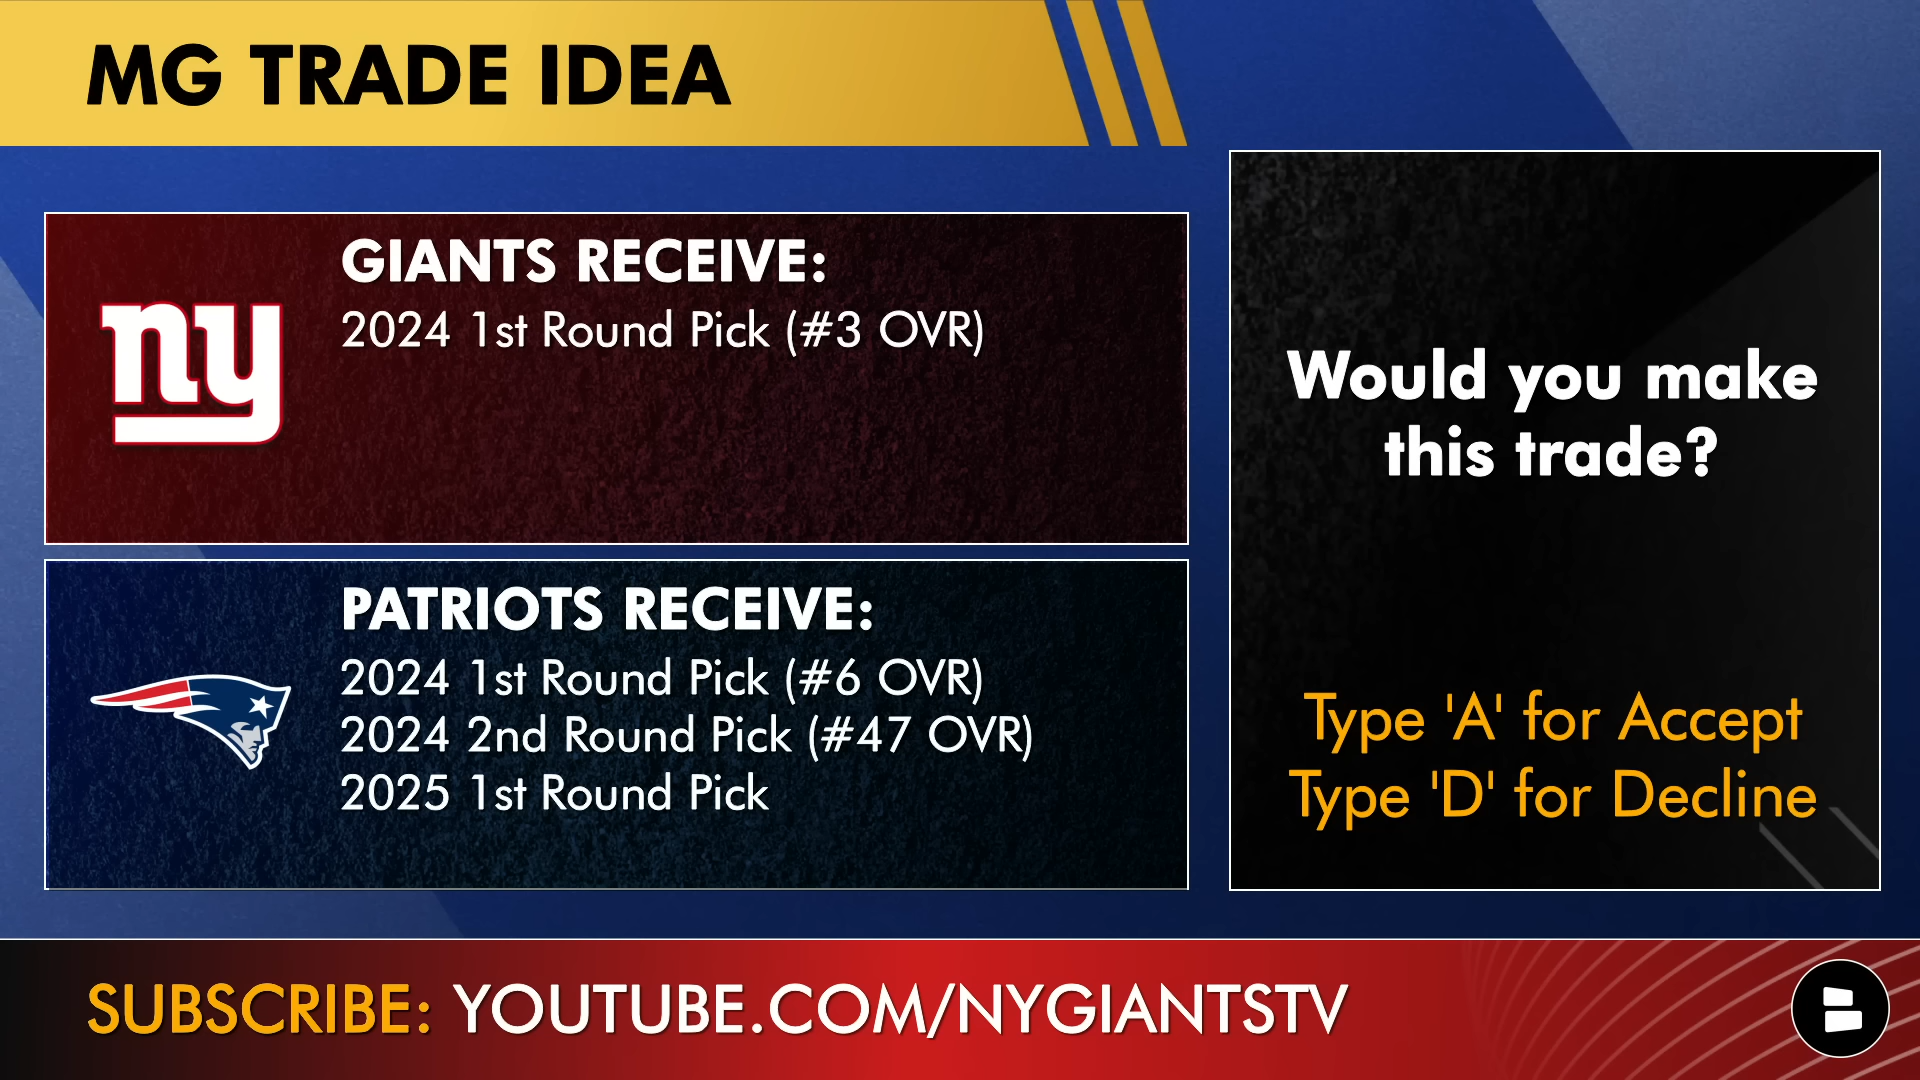 MG TRADE IDEA
GIANTS RECEIVE:
2024 1st Round Pick (#3 OVR)
ny
PATRIOTS RECEIVE:
2024 1st Round Pick (#6 OVR)
2024 2nd Round Pick (#47 OVR)
2025 1st Round Pick
Would you make
this trade?
Type 'A' for Accept
Type 'D' for Decline
SUBSCRIBE: YOUTUBE.COM/NYGIANTSTV